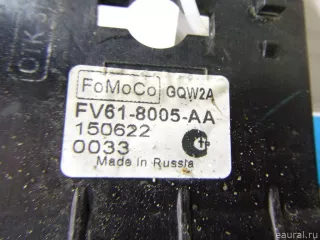 FoMoCo GQW2A
FV61-8005-AA
150622
0033
Made in Russia
eaural.ru